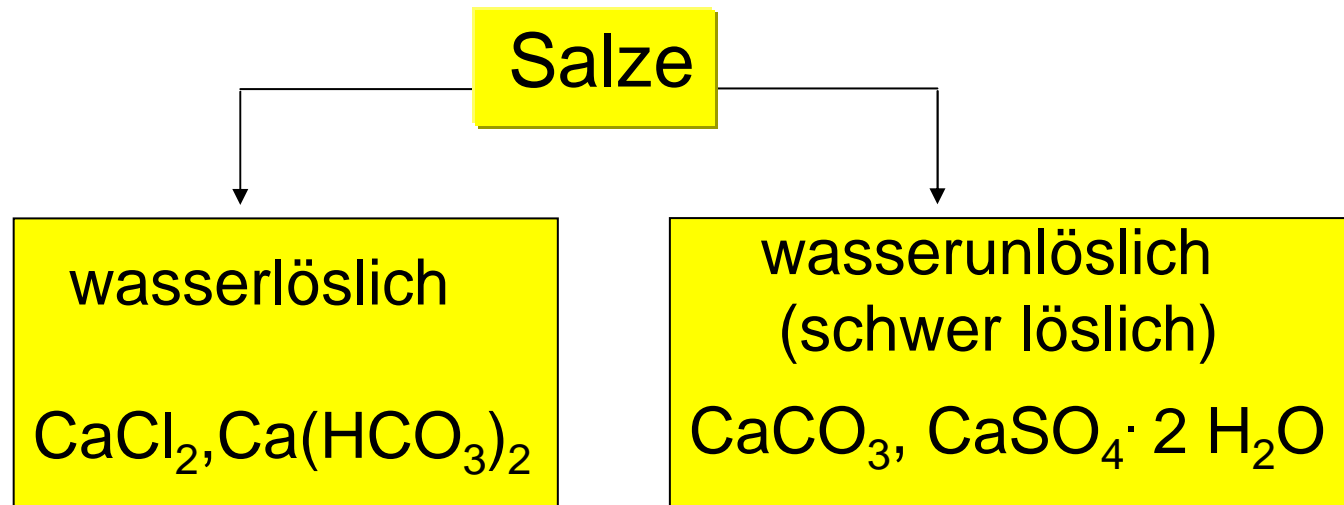 Salze
wasserlöslich
CaCl₂,Ca(HCO₃)₂
wasserunlöslich
(schwer löslich)
CaCO₃, CaSO₄· 2 H₂O